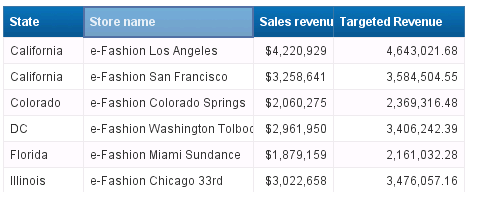 State Store name Sales revenu Targeted Revenue
California e-Fashion Los Angeles $4,220,929 4,643,021.68
California e-Fashion San Francisco $3,258,641 3,584,504.55
Colorado e-Fashion Colorado Springs $2,060,275 2,369,316.48
DC e-Fashion Washington Tolboo $2,961,950 3,406,242.39
Florida e-Fashion Miami Sundance $1,879,159 2,161,032.28
Illinois e-Fashion Chicago 33rd $3,022,658 3,476,057.16